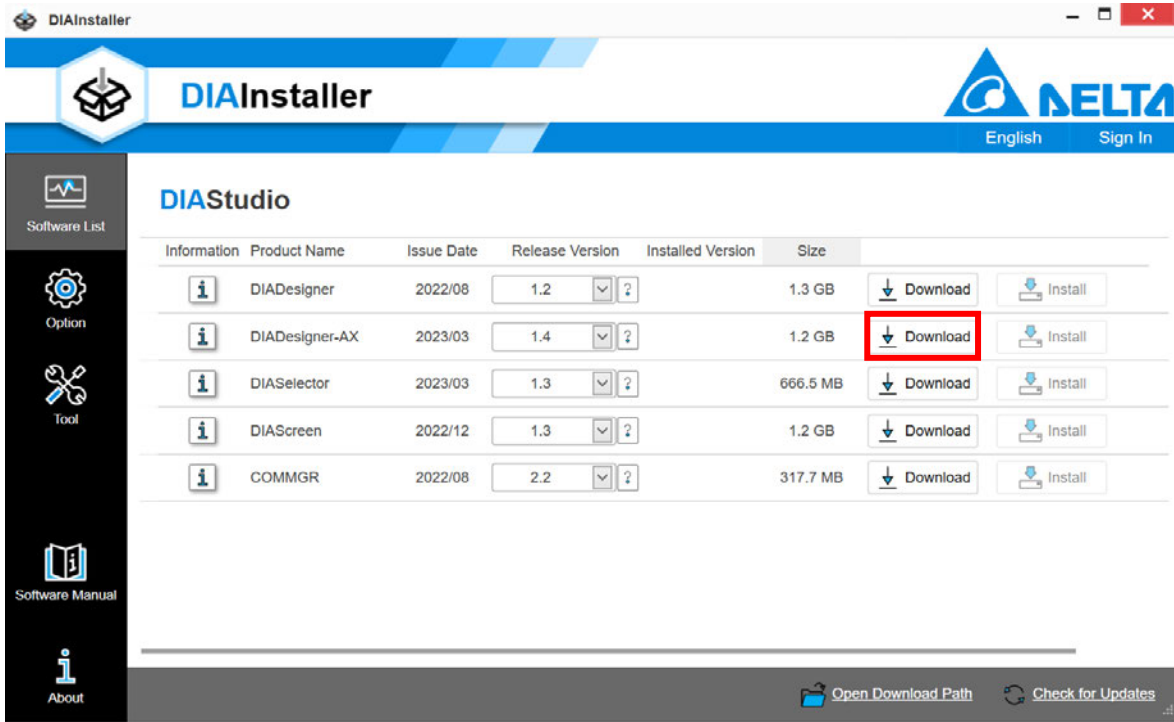 DIAInstaller
DIAInstaller
DELTA
English Sign In
Software List
Option
Tool
Software Manual
About
DIAStudio
Information Product Name Issue Date Release Version Installed Version Size
i DIADesigner 2022/08 1.2 ? 1.3 GB Download Install
i DIADesigner-AX 2023/03 1.4 ? 1.2 GB Download Install
i DIASelector 2023/03 1.3 ? 666.5 MB Download Install
i DIAScreen 2022/12 1.3 ? 1.2 GB Download Install
i COMMGR 2022/08 2.2 ? 317.7 MB Download Install
Open Download Path Check for Updates